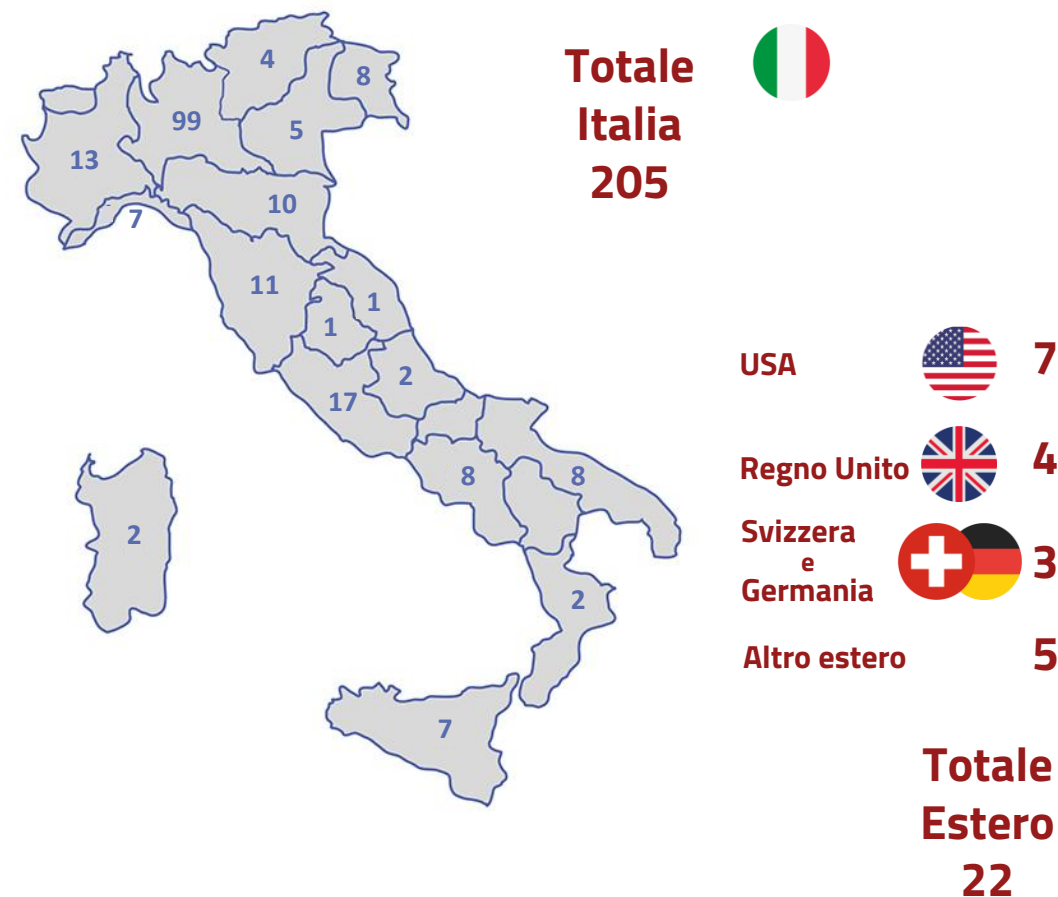 Totale
Italia
205
4
8
99
5
13
10
7
11
1
1
2
17
8
8
2
2
7
USA 7
Regno Unito 4
Svizzera
e
Germania
3
Altro estero 5
Totale
Estero
22